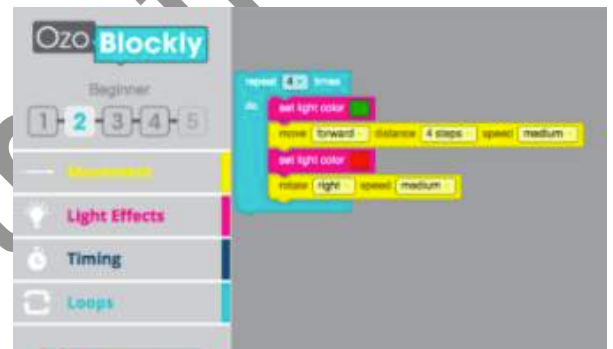 Ozo Blockly
Beginner
1 2 3 4 5
Movement
Light Effects
Timing
Loops
repeat 4 times
do
set light color
move forward distance 4 steps speed medium
set light color
rotate right speed medium